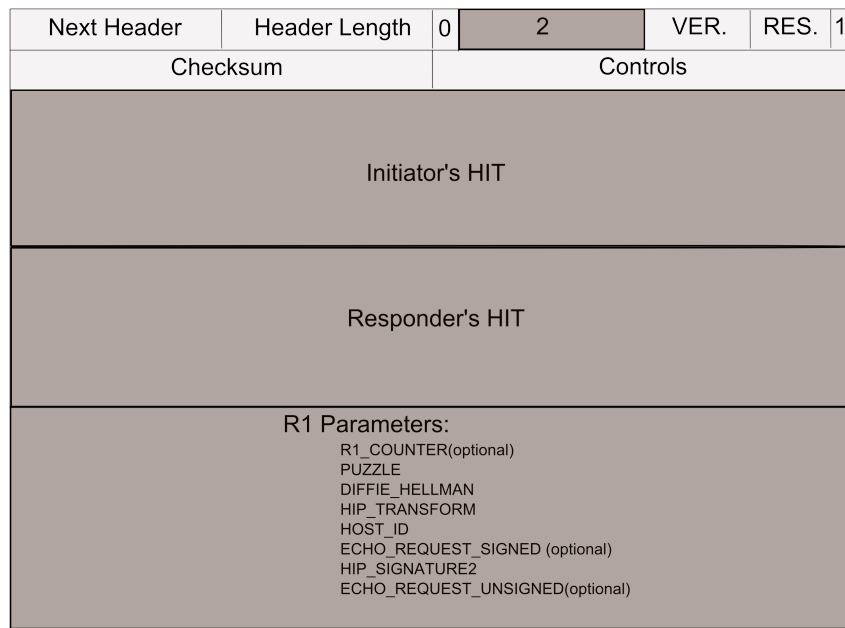 Next Header Header Length 0 2 VER. RES. 1
Checksum Controls
Initiator's HIT
Responder's HIT
R1 Parameters:
R1_COUNTER(optional)
PUZZLE
DIFFIE_HELLMAN
HIP_TRANSFORM
HOST_ID
ECHO_REQUEST_SIGNED (optional)
HIP_SIGNATURE2
ECHO_REQUEST_UNSIGNED(optional)